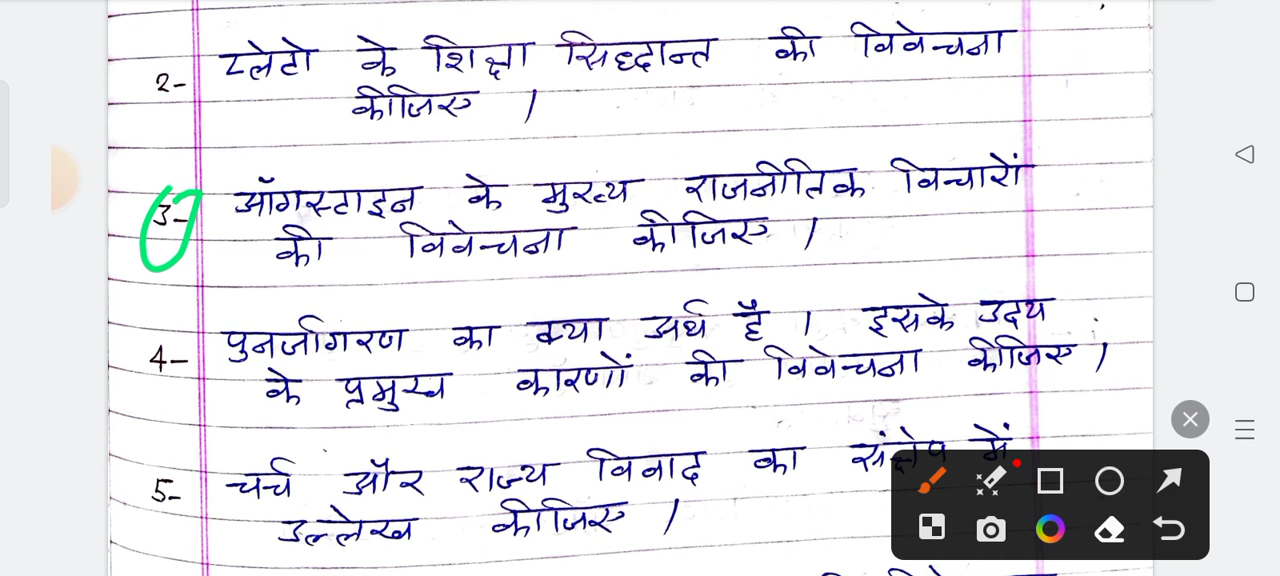 2- प्लेटो के शिक्षा सिद्धान्त की विवेचना
कीजिए ।
3- ऑगस्टाइन के मुख्य राजनीतिक विचारों
की विवेचना कीजिए ।
4- पुनर्जागरण का क्या अर्थ है । इसके उदय
के प्रमुख कारणों की विवेचना कीजिए ।
5- चर्च और राज्य विवाद का संक्षेप में
उल्लेख कीजिए ।